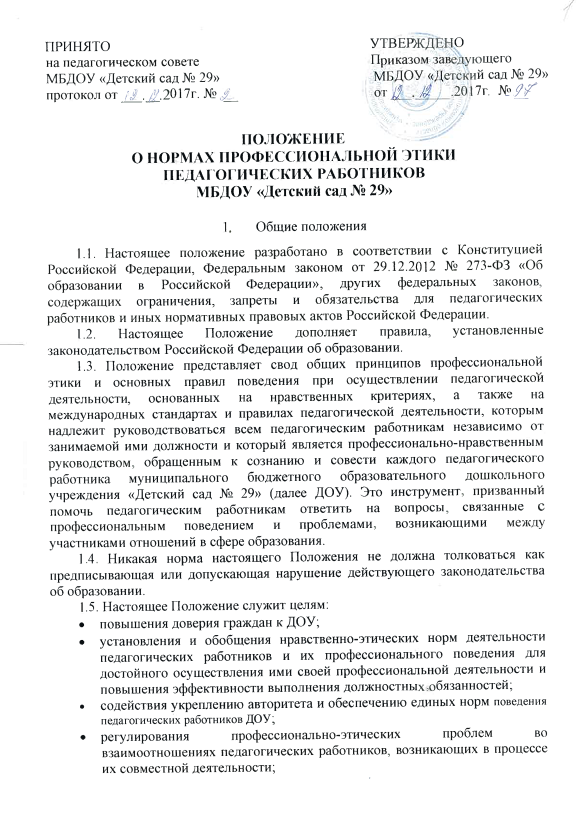 ПРИНЯТО
на педагогическом совете
МБДОУ «Детский сад № 29»
протокол от 12.12.2017г. № 2
УТВЕРЖДЕНО
Приказом заведующего
МБДОУ «Детский сад № 29»
от 12.12.2017г. № 97
ПОЛОЖЕНИЕ
О НОРМАХ ПРОФЕССИОНАЛЬНОЙ ЭТИКИ
ПЕДАГОГИЧЕСКИХ РАБОТНИКОВ
МБДОУ «Детский сад № 29»
1. Общие положения
1.1. Настоящее положение разработано в соответствии с Конституцией
Российской Федерации, Федеральным законом от 29.12.2012 № 273-ФЗ «Об
образовании в Российской Федерации», других федеральных законов,
содержащих ограничения, запреты и обязательства для педагогических
работников и иных нормативных правовых актов Российской Федерации.
1.2. Настоящее Положение дополняет правила, установленные
законодательством Российской Федерации об образовании.
1.3. Положение представляет свод общих принципов профессиональной
этики и основных правил поведения при осуществлении педагогической
деятельности, основанных на нравственных критериях, а также на
международных стандартах и правилах педагогической деятельности, которым
надлежит руководствоваться всем педагогическим работникам независимо от
занимаемой ими должности и который является профессионально-нравственным
руководством, обращенным к сознанию и совести каждого педагогического
работника муниципального бюджетного образовательного дошкольного
учреждения «Детский сад № 29» (далее ДОУ). Это инструмент, призванный
помочь педагогическим работникам ответить на вопросы, связанные с
профессиональным поведением и проблемами, возникающими между
участниками отношений в сфере образования.
1.4. Никакая норма настоящего Положения не должна толковаться как
предписывающая или допускающая нарушение действующего законодательства
об образовании.
1.5. Настоящее Положение служит целям:
• повышения доверия граждан к ДОУ;
• установления и обобщения нравственно-этических норм деятельности
педагогических работников и их профессионального поведения для
достойного осуществления ими своей профессиональной деятельности и
повышения эффективности выполнения должностных обязанностей;
• содействия укреплению авторитета и обеспечению единых норм поведения
педагогических работников ДОУ;
• регулирования профессионально-этических проблем во
взаимоотношениях педагогических работников, возникающих в процессе
их совместной деятельности;